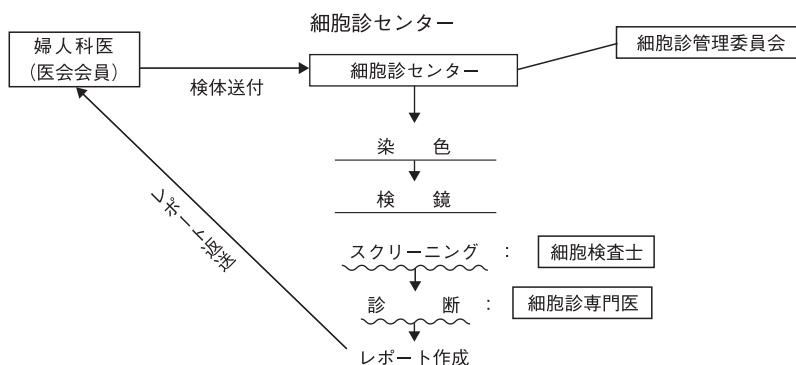 細胞診センター
婦人科医
（医会会員）
検体送付
細胞診センター
細胞診管理委員会
染　色
検　鏡
スクリーニング　：　細胞検査士
診　断　：　細胞診専門医
レポート作成
レポート返送